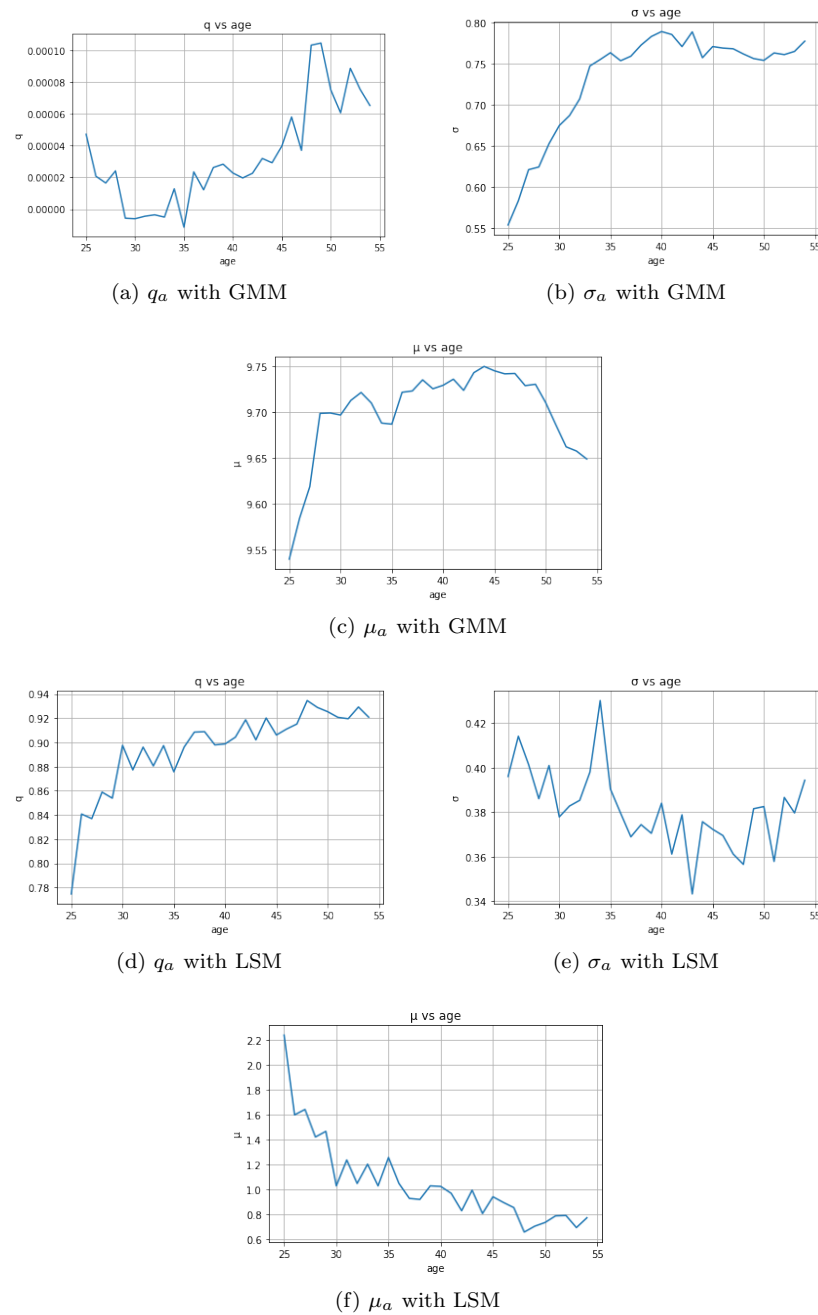 q vs age
0.00010
0.00008
0.00006
0.00004
0.00002
0.00000
q
25 30 35 40 45 50 55
age
(a) qₐ with GMM
σ vs age
0.80
0.75
0.70
0.65
0.60
0.55
σ
25 30 35 40 45 50 55
age
(b) σₐ with GMM
μ vs age
9.75
9.70
9.65
9.60
9.55
μ
25 30 35 40 45 50 55
age
(c) μₐ with GMM
q vs age
0.94
0.92
0.90
0.88
0.86
0.84
0.82
0.80
0.78
q
25 30 35 40 45 50 55
age
(d) qₐ with LSM
σ vs age
0.42
0.40
0.38
0.36
0.34
σ
25 30 35 40 45 50 55
age
(e) σₐ with LSM
μ vs age
2.2
2.0
1.8
1.6
1.4
1.2
1.0
0.8
0.6
μ
25 30 35 40 45 50 55
age
(f) μₐ with LSM